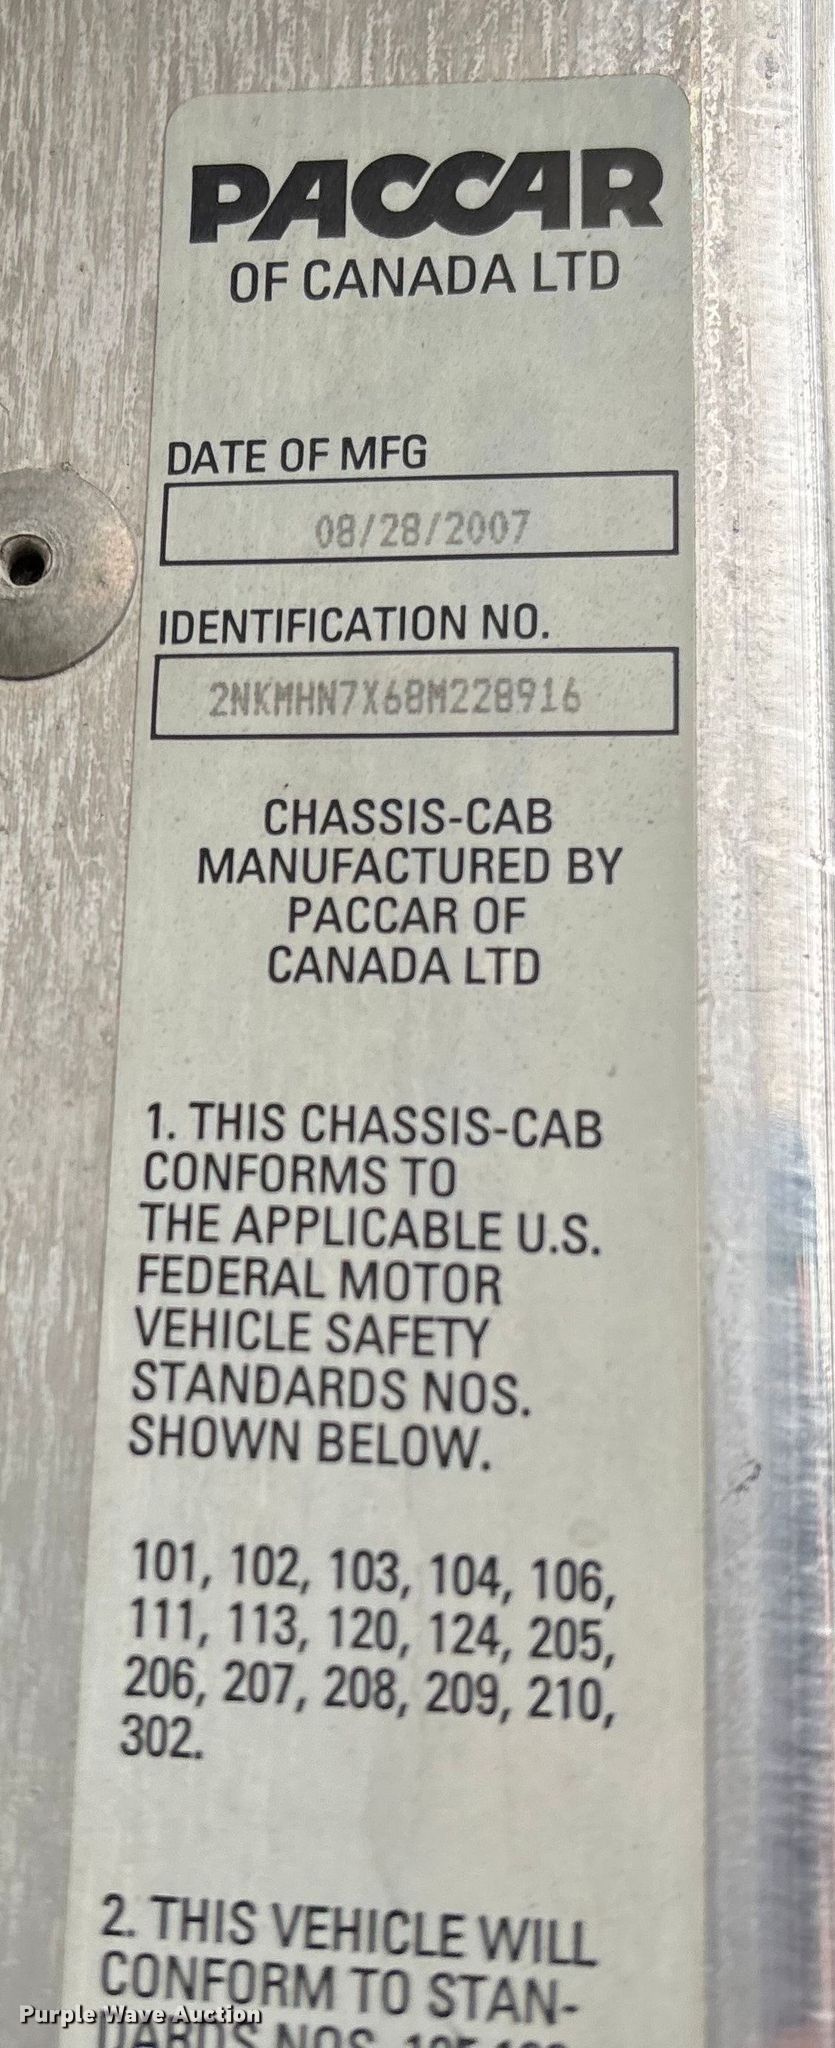 PACCAR
OF CANADA LTD
DATE OF MFG
08/28/2007
IDENTIFICATION NO.
2NKMHN7X68M228916
CHASSIS-CAB
MANUFACTURED BY
PACCAR OF
CANADA LTD
1. THIS CHASSIS-CAB
CONFORMS TO
THE APPLICABLE U.S.
FEDERAL MOTOR
VEHICLE SAFETY
STANDARDS NOS.
SHOWN BELOW.
101, 102, 103, 104, 106,
111, 113, 120, 124, 205,
206, 207, 208, 209, 210,
302.
2. THIS VEHICLE WILL
CONFORM TO STAN-
DARDS NOS.
Purple Wave Auction